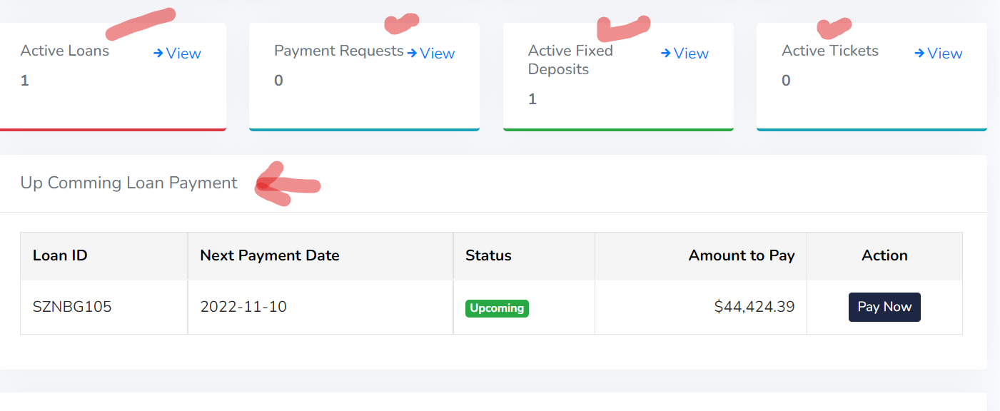 Active Loans
View
1
Payment Requests
View
0
Active Fixed
Deposits
View
1
Active Tickets
View
0
Up Comming Loan Payment
Loan ID Next Payment Date Status Amount to Pay Action
SZNBG105 2022-11-10 Upcoming $44,424.39 Pay Now